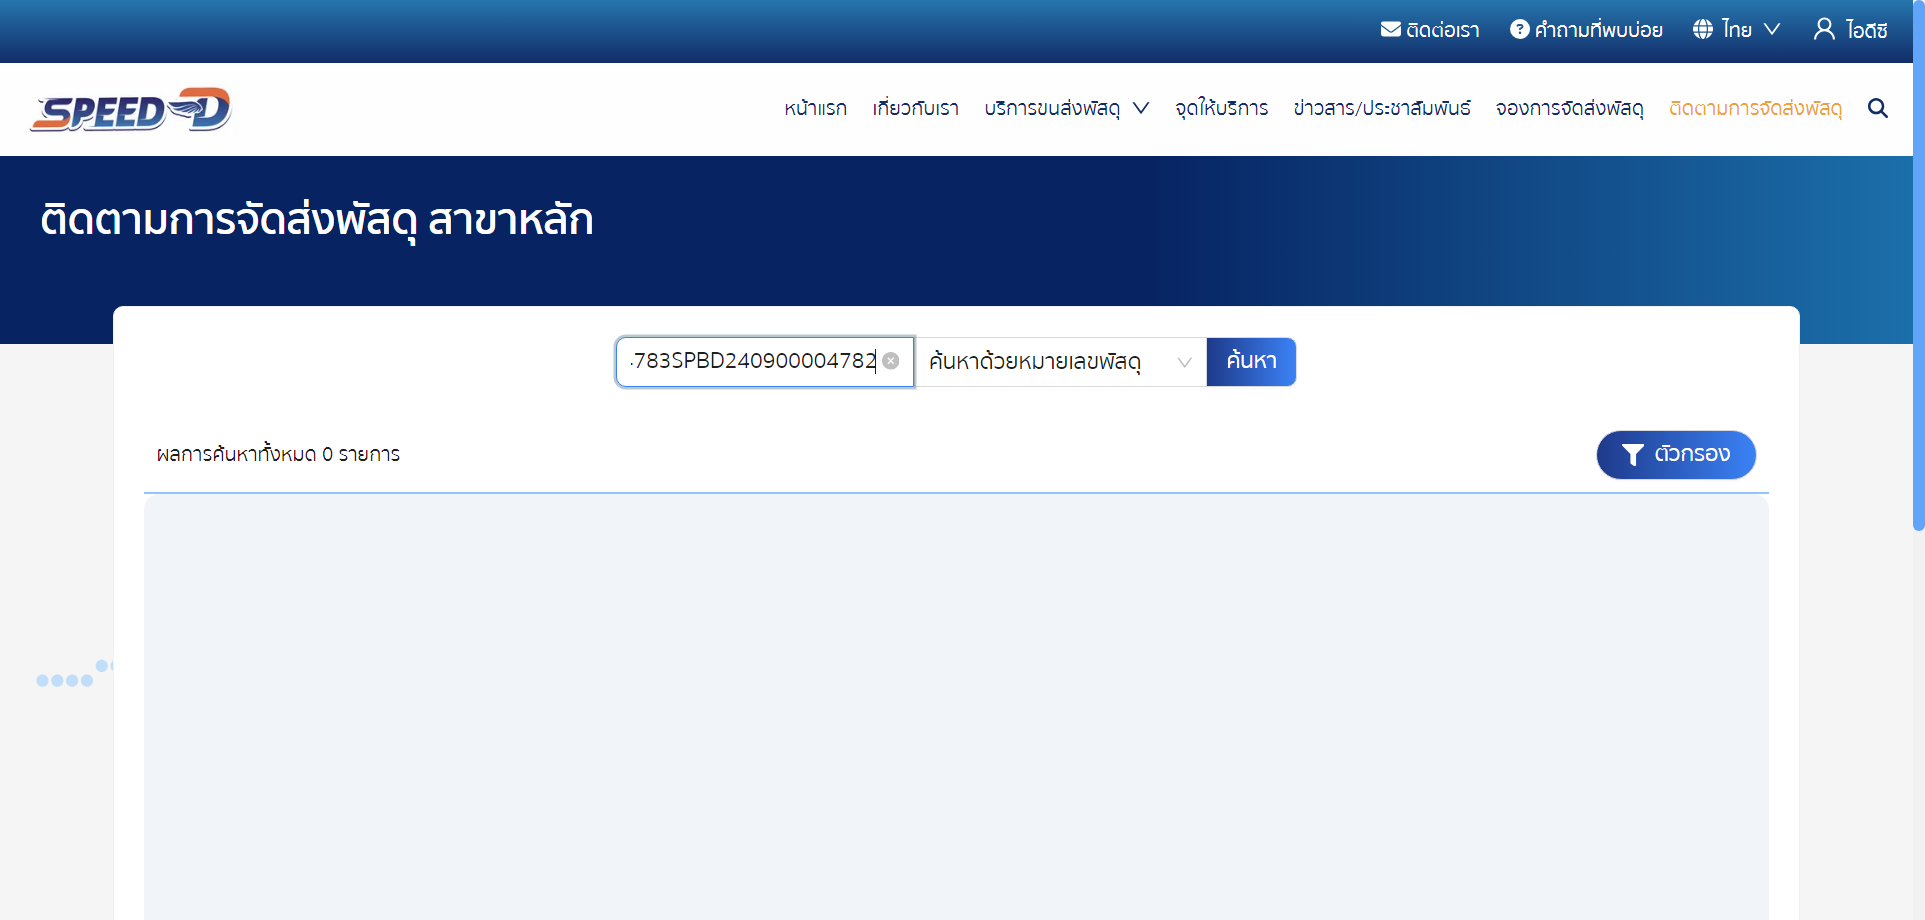 ติดต่อเรา คำถามที่พบบ่อย ไทย ไอดีซี
SPEED-D หน้าแรก เกี่ยวกับเรา บริการขนส่งพัสดุ จุดให้บริการ ข่าวสาร/ประชาสัมพันธ์ จองการจัดส่งพัสดุ ติดตามการจัดส่งพัสดุ
ติดตามการจัดส่งพัสดุ สาขาหลัก
783SPBD240900004782 ค้นหาด้วยหมายเลขพัสดุ ค้นหา
ผลการค้นหาทั้งหมด 0 รายการ ตัวกรอง